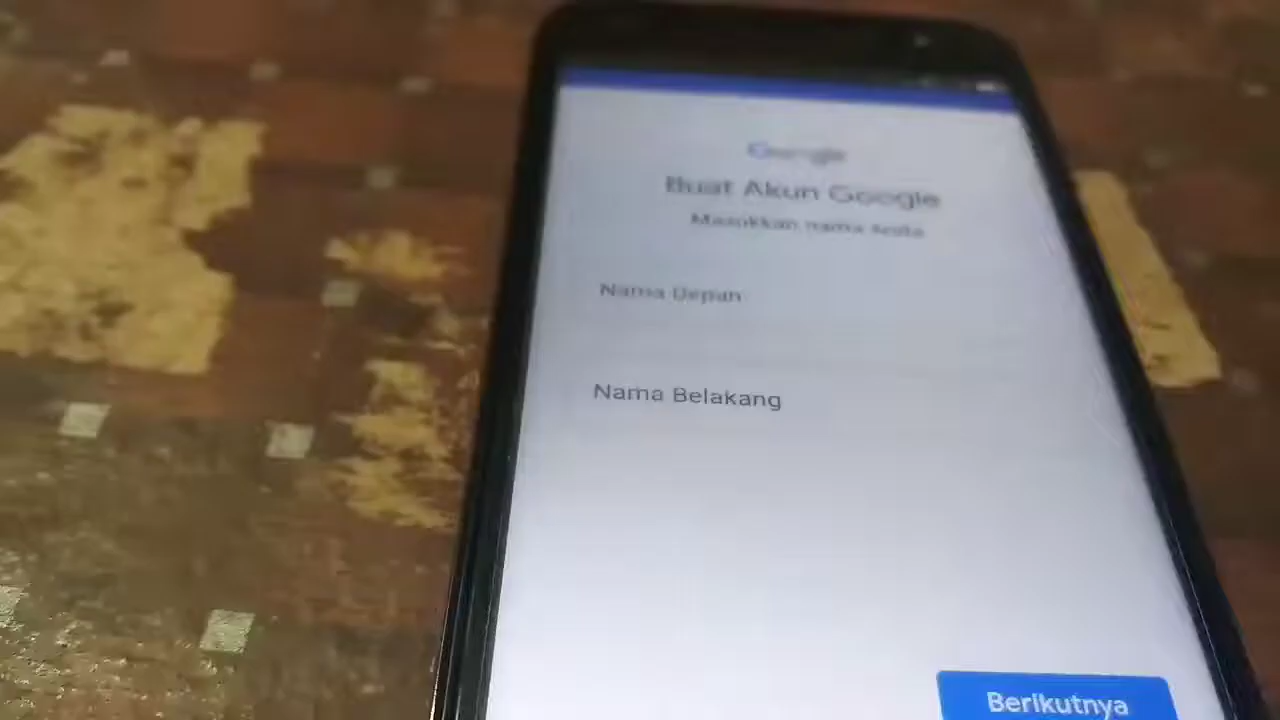 Google
Buat Akun Google
Masukkan nama Anda
Nama Depan
Nama Belakang
Berikutnya